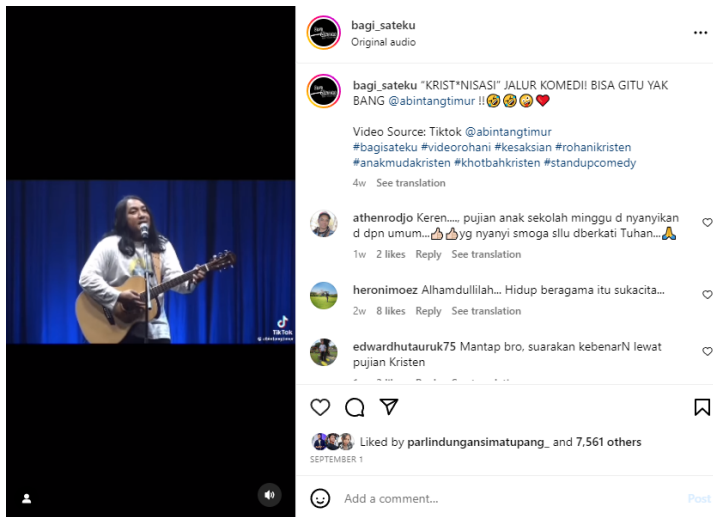 bagi_sateku
Original audio
bagi_sateku "KRIST*NISASI" JALUR KOMEDI! BISA GITU YAK
BANG @abintangtimur !!🤣🤣🤪❤️
Video Source: Tiktok @abintangtimur
#bagisateku #videorohani #kesaksian #rohanikristen
#anakmudakristen #khotbahkristen #standupcomedy
4w See translation
athenrodjo Keren...., pujian anak sekolah minggu d nyanyikan
d dpn umum...👍🏻👍🏻yg nyanyi smoga sllu dberkati Tuhan...🙏
1w 2 likes Reply See translation
heronimoez Alhamdullilah... Hidup beragama itu sukacita...
2w 8 likes Reply See translation
edwardhutauruk75 Mantap bro, suarakan kebenarN lewat
pujian Kristen
TikTok
Liked by parlindungansimatupang_ and 7,561 others
SEPTEMBER 1
Add a comment...
Post